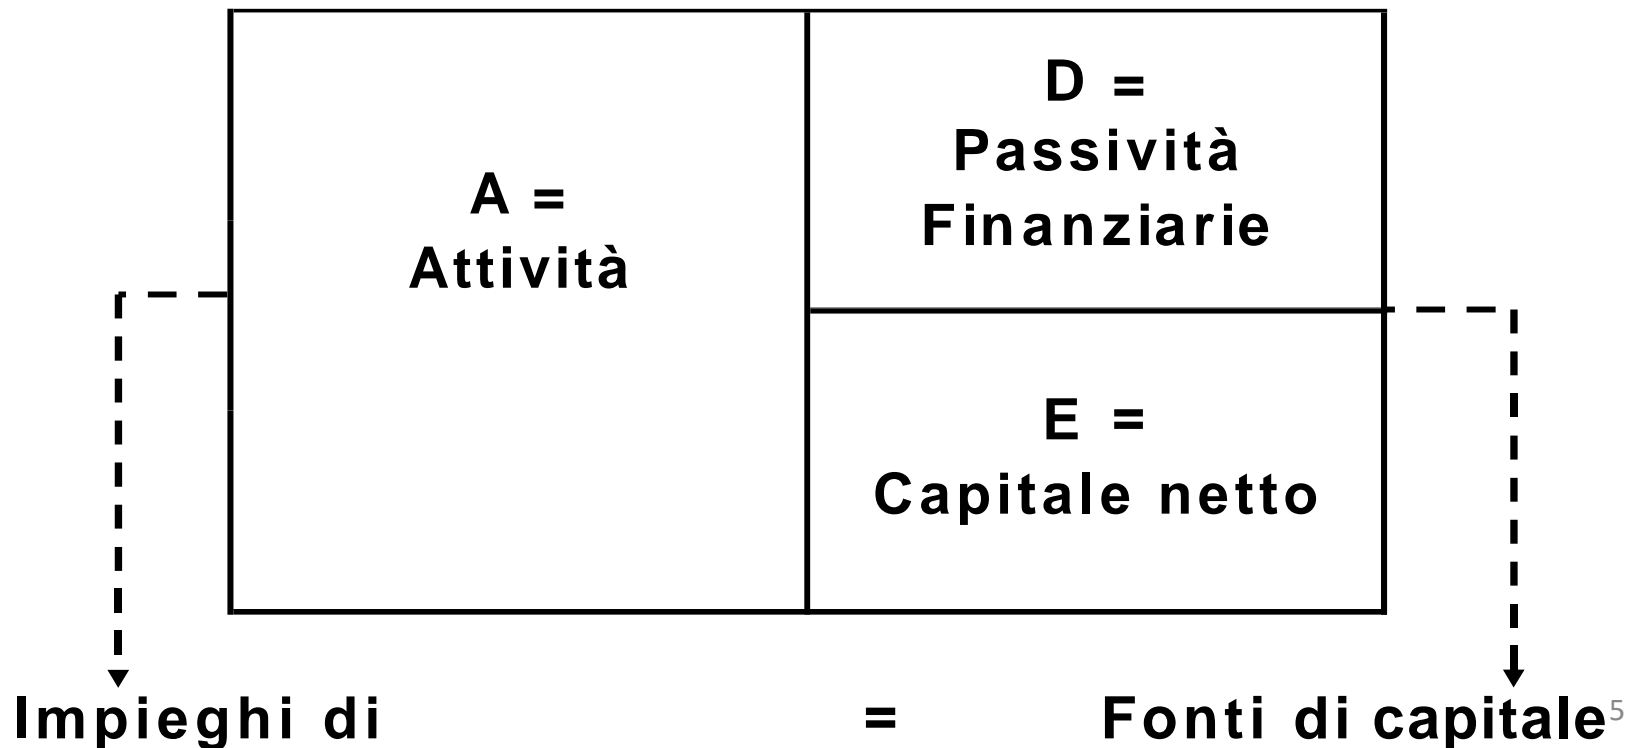 A =
Attività
D =
Passività
Finanziarie
E =
Capitale netto
Impieghi di = Fonti di capitale 5